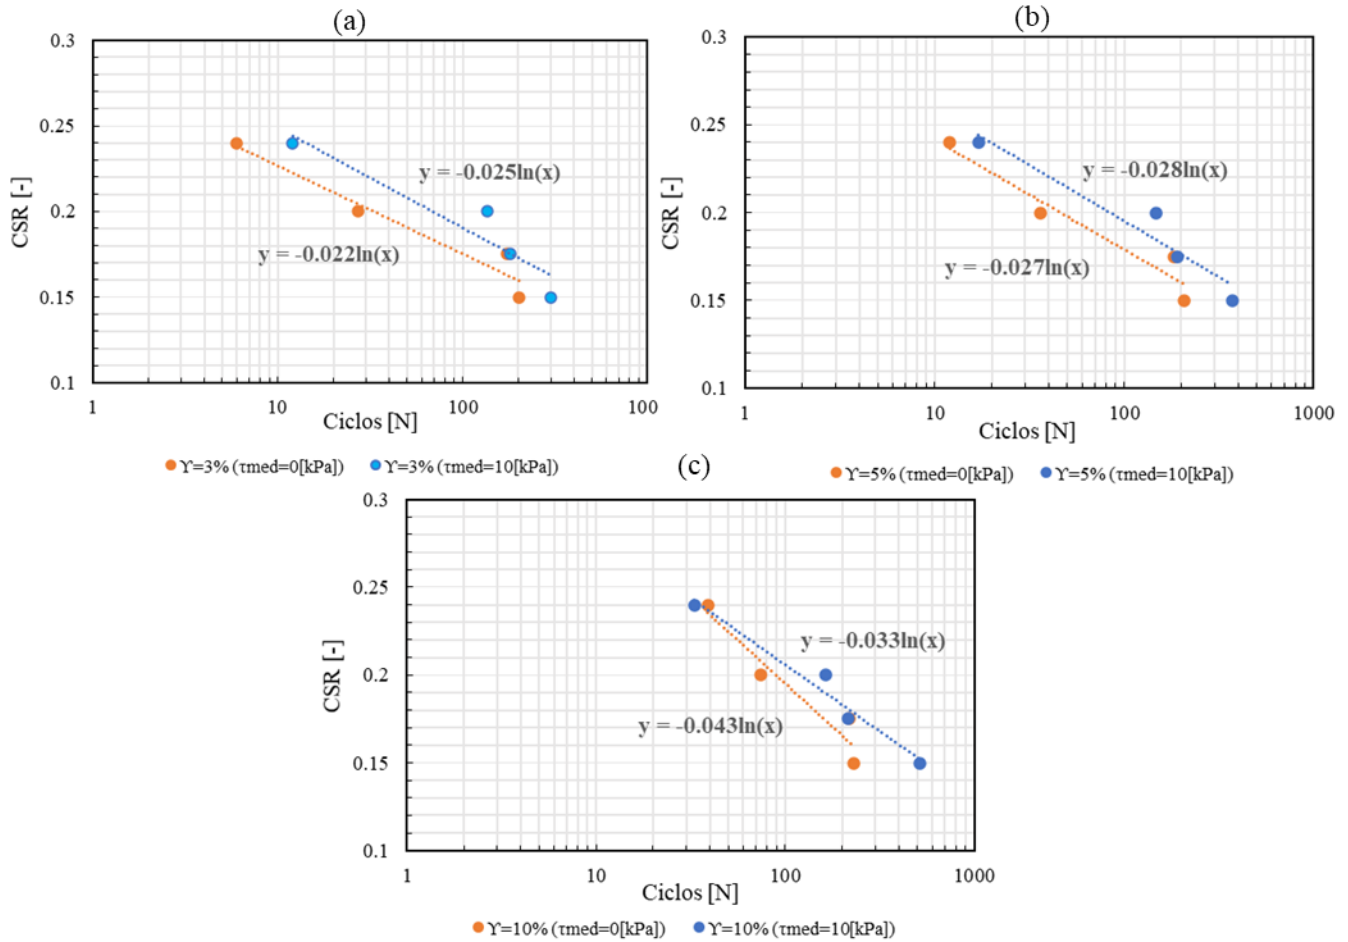 (a)
0.3
0.25
0.2
0.15
0.1
CSR [-]
y = -0.025ln(x)
y = -0.022ln(x)
1
10
100
100
Ciclos [N]
ϒ=3% (τmed=0[kPa])
ϒ=3% (τmed=10[kPa])
(b)
0.3
0.25
0.2
0.15
0.1
CSR [-]
y = -0.028ln(x)
y = -0.027ln(x)
1
10
100
1000
Ciclos [N]
ϒ=5% (τmed=0[kPa])
ϒ=5% (τmed=10[kPa])
(c)
0.3
0.25
0.2
0.15
0.1
CSR [-]
y = -0.033ln(x)
y = -0.043ln(x)
1
10
100
1000
Ciclos [N]
ϒ=10% (τmed=0[kPa])
ϒ=10% (τmed=10[kPa])